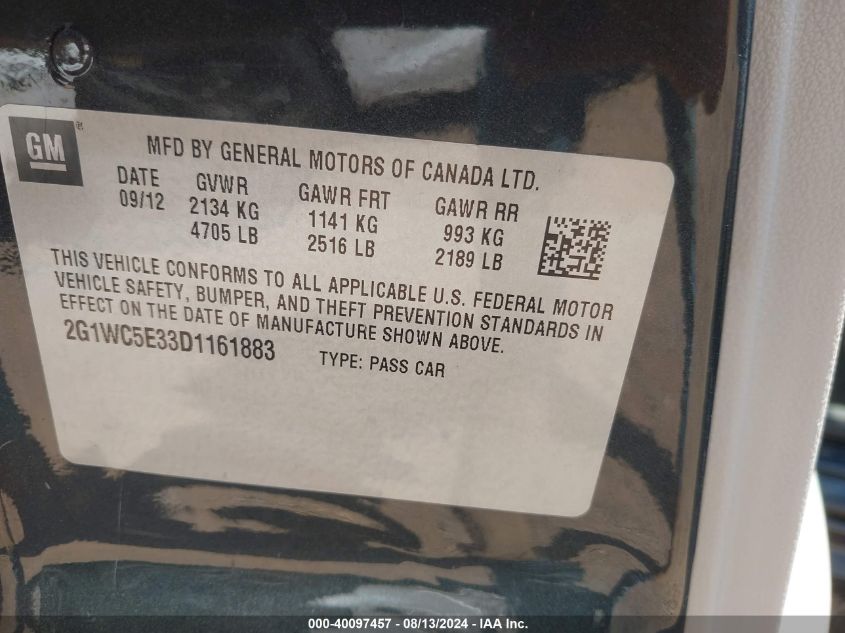 GM
MFD BY GENERAL MOTORS OF CANADA LTD.
DATE GVWR GAWR FRT GAWR RR
09/12 2134 KG 1141 KG 993 KG
4705 LB 2516 LB 2189 LB
THIS VEHICLE CONFORMS TO ALL APPLICABLE U.S. FEDERAL MOTOR
VEHICLE SAFETY, BUMPER, AND THEFT PREVENTION STANDARDS IN
EFFECT ON THE DATE OF MANUFACTURE SHOWN ABOVE.
2G1WC5E33D1161883 TYPE: PASS CAR
000-40097457 - 08/13/2024 - IAA Inc.